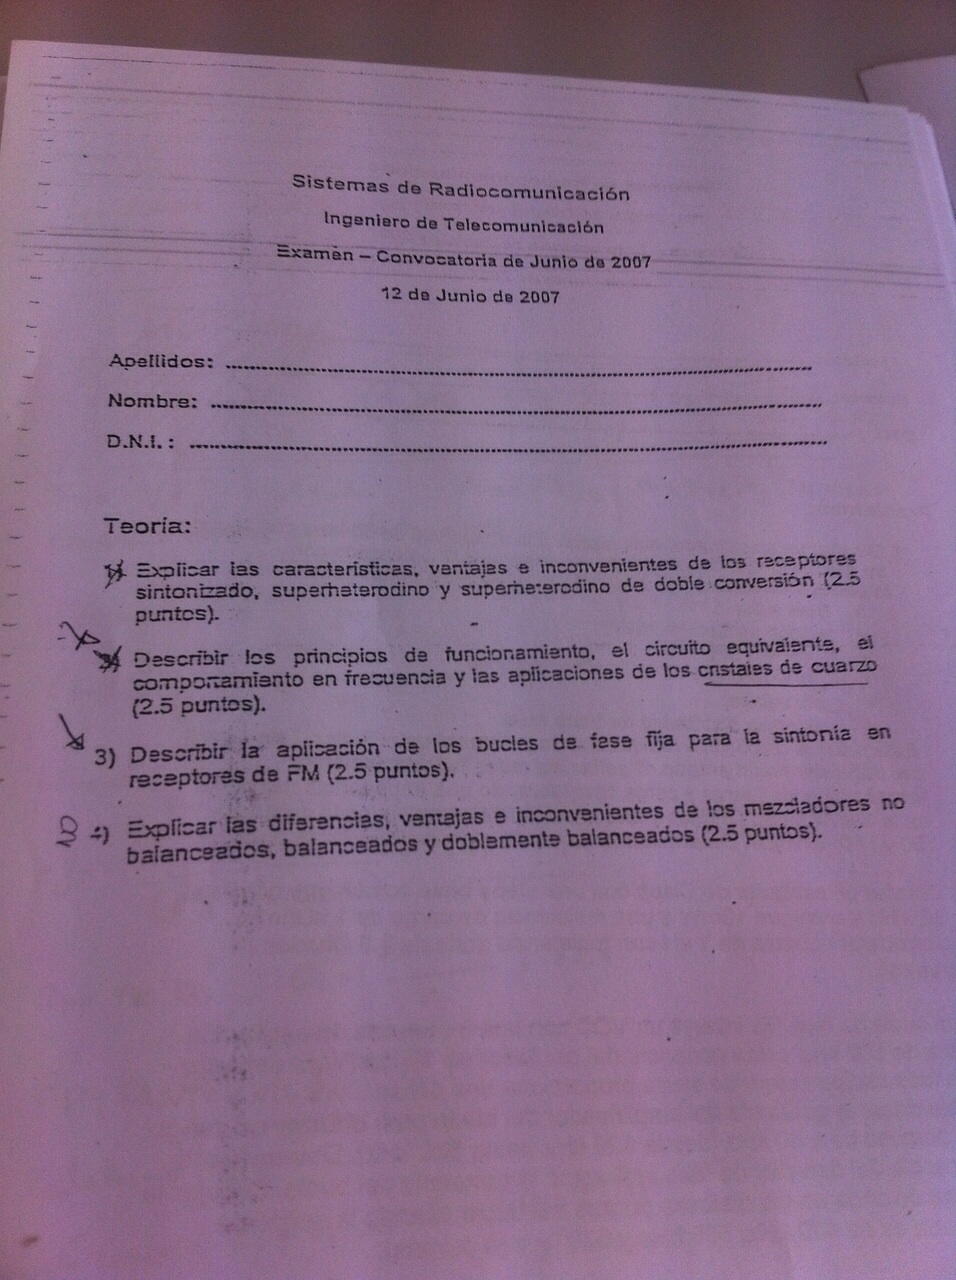 Sistemas de Radiocomunicación
Ingeniero de Telecomunicación
Examen – Convocatoria de Junio de 2007
12 de Junio de 2007
Apellidos: ............................................................
Nombre: ............................................................
D.N.I. : ............................................................
Teoría:
1) Explicar las características, ventajas e inconvenientes de los receptores
sintonizado, superheterodino y superheterodino de doble conversión (2.5
puntos).
Describir los principios de funcionamiento, el circuito equivalente, el
comportamiento en frecuencia y las aplicaciones de los cristales de cuarzo
(2.5 puntos).
3) Describir la aplicación de los bucles de fase fija para la sintonía en
receptores de FM (2.5 puntos).
4) Explicar las diferencias, ventajas e inconvenientes de los mezcladores no
balanceados, balanceados y doblemente balanceados (2.5 puntos).